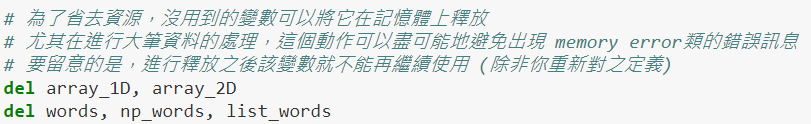 # 為了省去資源，沒用到的變數可以將它在記憶體上釋放
# 尤其在進行大筆資料的處理，這個動作可以盡可能地避免出現 memory error類的錯誤訊息
# 要留意的是，進行釋放之後該變數就不能再繼續使用 (除非你重新對之定義)
del array_1D, array_2D
del words, np_words, list_words